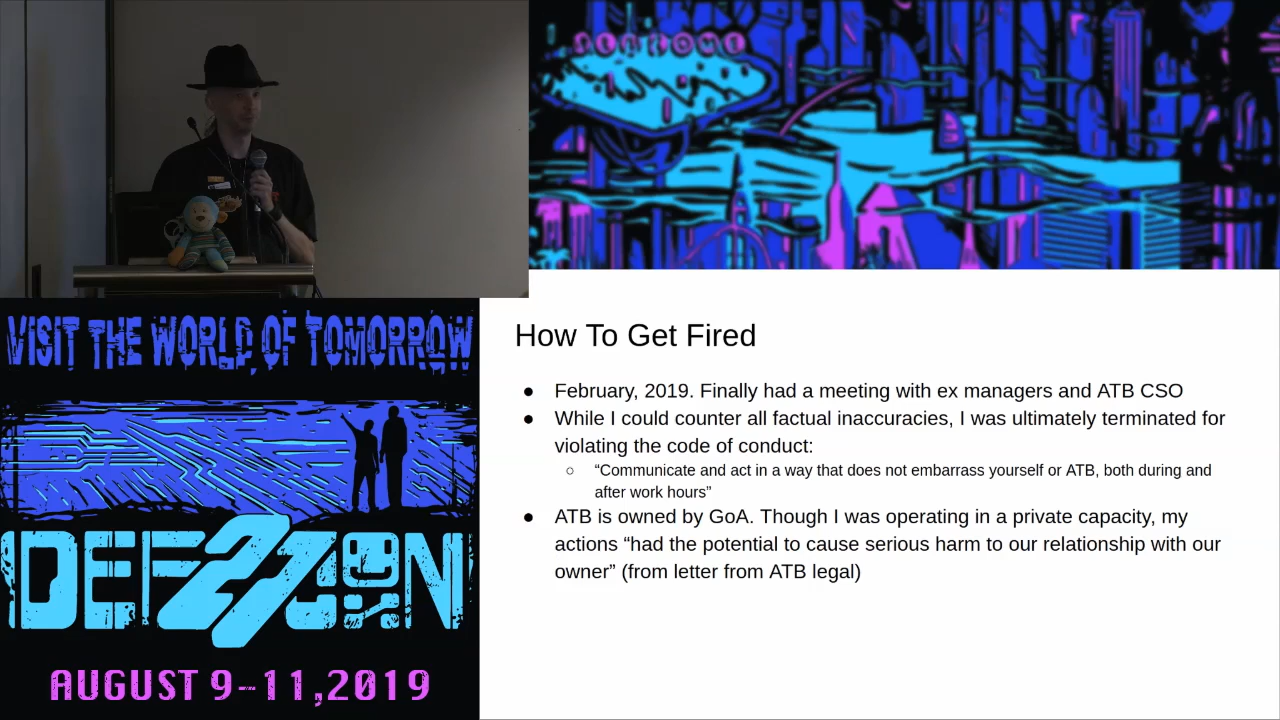 WELCOME
VISIT THE WORLD OF TOMORROW
DEF CON
27
AUGUST 9-11,2019
How To Get Fired
● February, 2019. Finally had a meeting with ex managers and ATB CSO
● While I could counter all factual inaccuracies, I was ultimately terminated for
violating the code of conduct:
○ “Communicate and act in a way that does not embarrass yourself or ATB, both during and
after work hours”
● ATB is owned by GoA. Though I was operating in a private capacity, my
actions “had the potential to cause serious harm to our relationship with our
owner” (from letter from ATB legal)